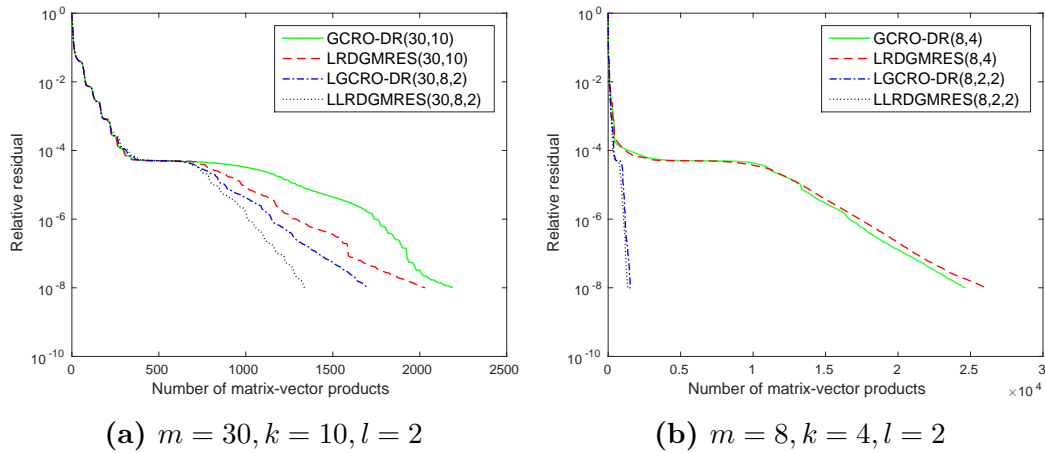 10^0
10^-2
10^-4
10^-6
10^-8
10^-10
Relative residual
GCRO-DR(30,10)
LRDGMRES(30,10)
LGCRO-DR(30,8,2)
LLRDGMRES(30,8,2)
0 500 1000 1500 2000 2500
Number of matrix-vector products
(a) m = 30, k = 10, l = 2
10^0
10^-2
10^-4
10^-6
10^-8
10^-10
Relative residual
GCRO-DR(8,4)
LRDGMRES(8,4)
LGCRO-DR(8,2,2)
LLRDGMRES(8,2,2)
0 0.5 1 1.5 2 2.5 3
×10^4
Number of matrix-vector products
(b) m = 8, k = 4, l = 2